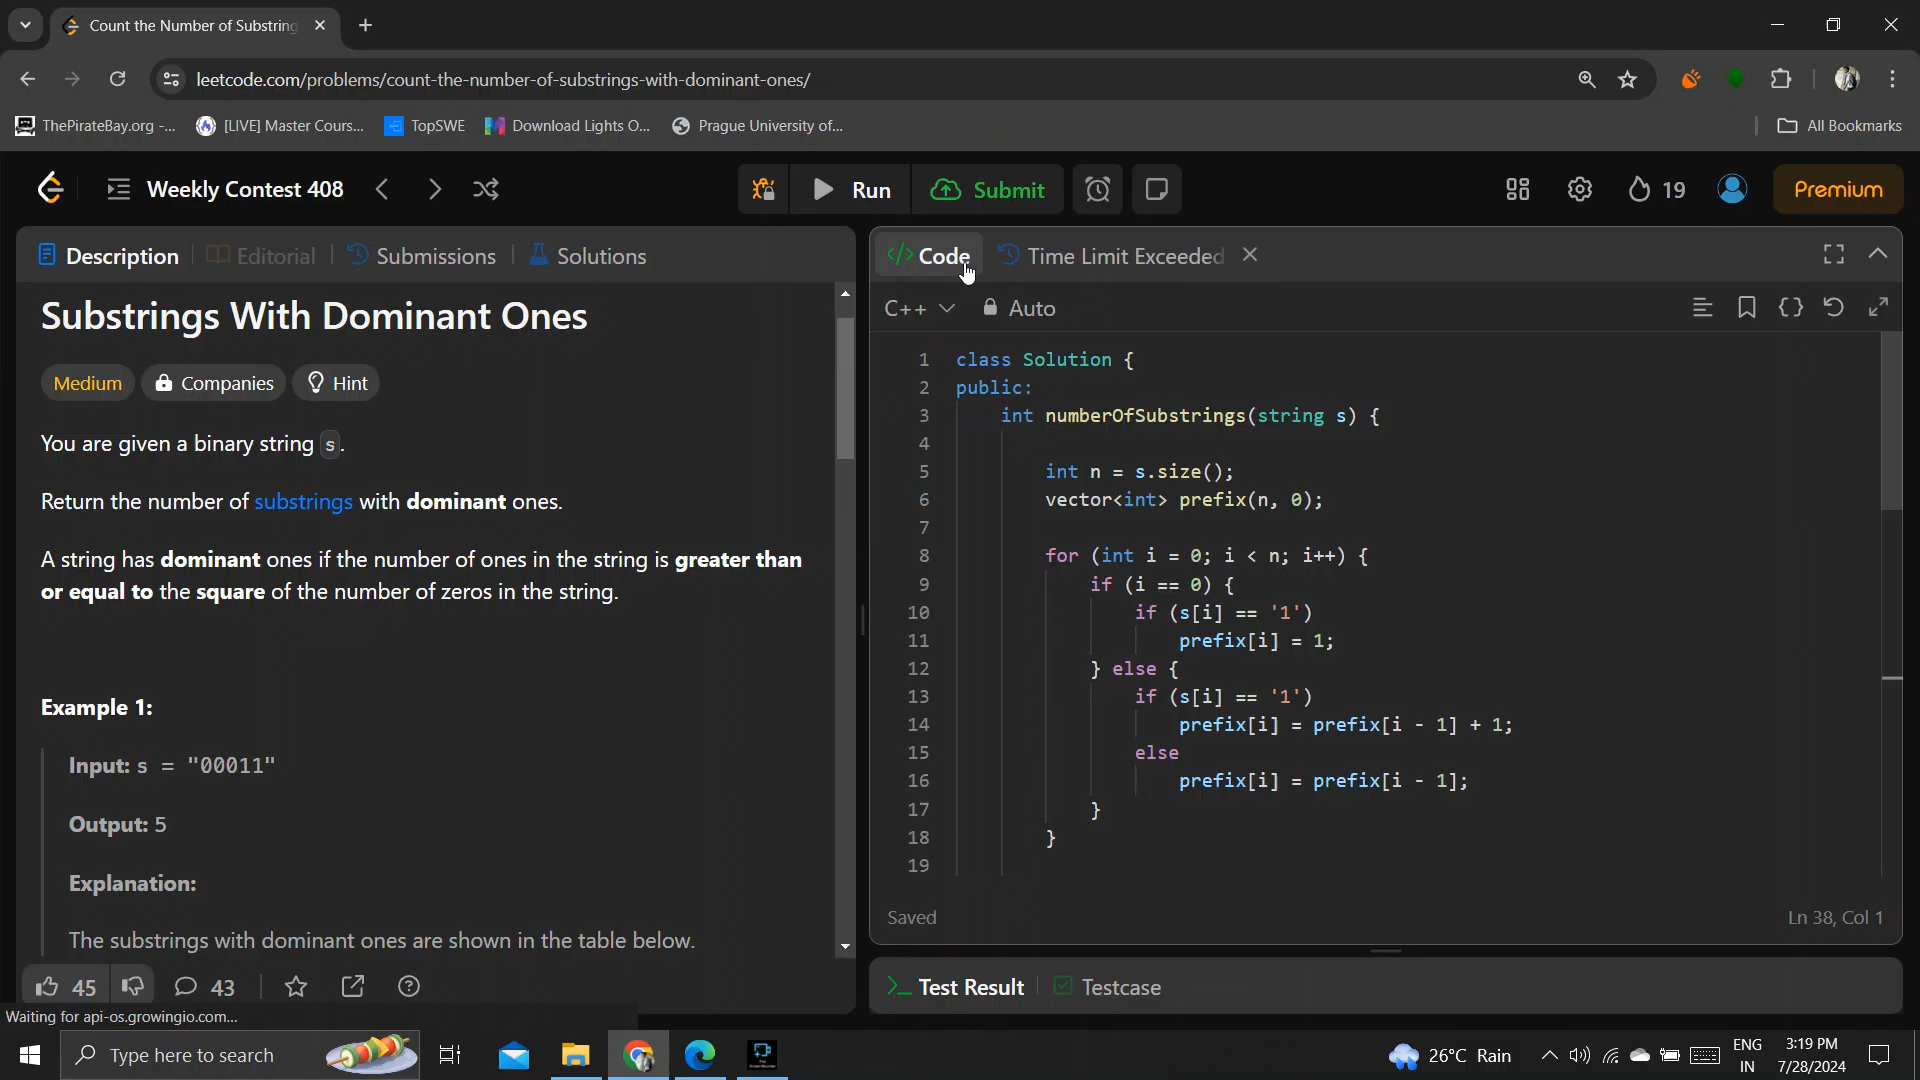 Count the Number of Substring
leetcode.com/problems/count-the-number-of-substrings-with-dominant-ones/
ThePirateBay.org -...
[LIVE] Master Cours...
TopSWE
Download Lights O...
Prague University of...
All Bookmarks
Weekly Contest 408
Run
Submit
19
Premium
Description
Editorial
Submissions
Solutions
Substrings With Dominant Ones
Medium
Companies
Hint
You are given a binary string s.
Return the number of substrings with dominant ones.
A string has dominant ones if the number of ones in the string is greater than
or equal to the square of the number of zeros in the string.
Example 1:
Input: s = "00011"
Output: 5
Explanation:
The substrings with dominant ones are shown in the table below.
45
43
Waiting for api-os.growingio.com...
</> Code
Time Limit Exceeded
C++
Auto
1 class Solution {
2 public:
3 int numberOfSubstrings(string s) {
4
5 int n = s.size();
6 vector<int> prefix(n, 0);
7
8 for (int i = 0; i < n; i++) {
9 if (i == 0) {
10 if (s[i] == '1')
11 prefix[i] = 1;
12 } else {
13 if (s[i] == '1')
14 prefix[i] = prefix[i - 1] + 1;
15 else
16 prefix[i] = prefix[i - 1];
17 }
18 }
19
Saved
Ln 38, Col 1
Test Result
Testcase
Type here to search
26°C Rain
ENG
IN
3:19 PM
7/28/2024